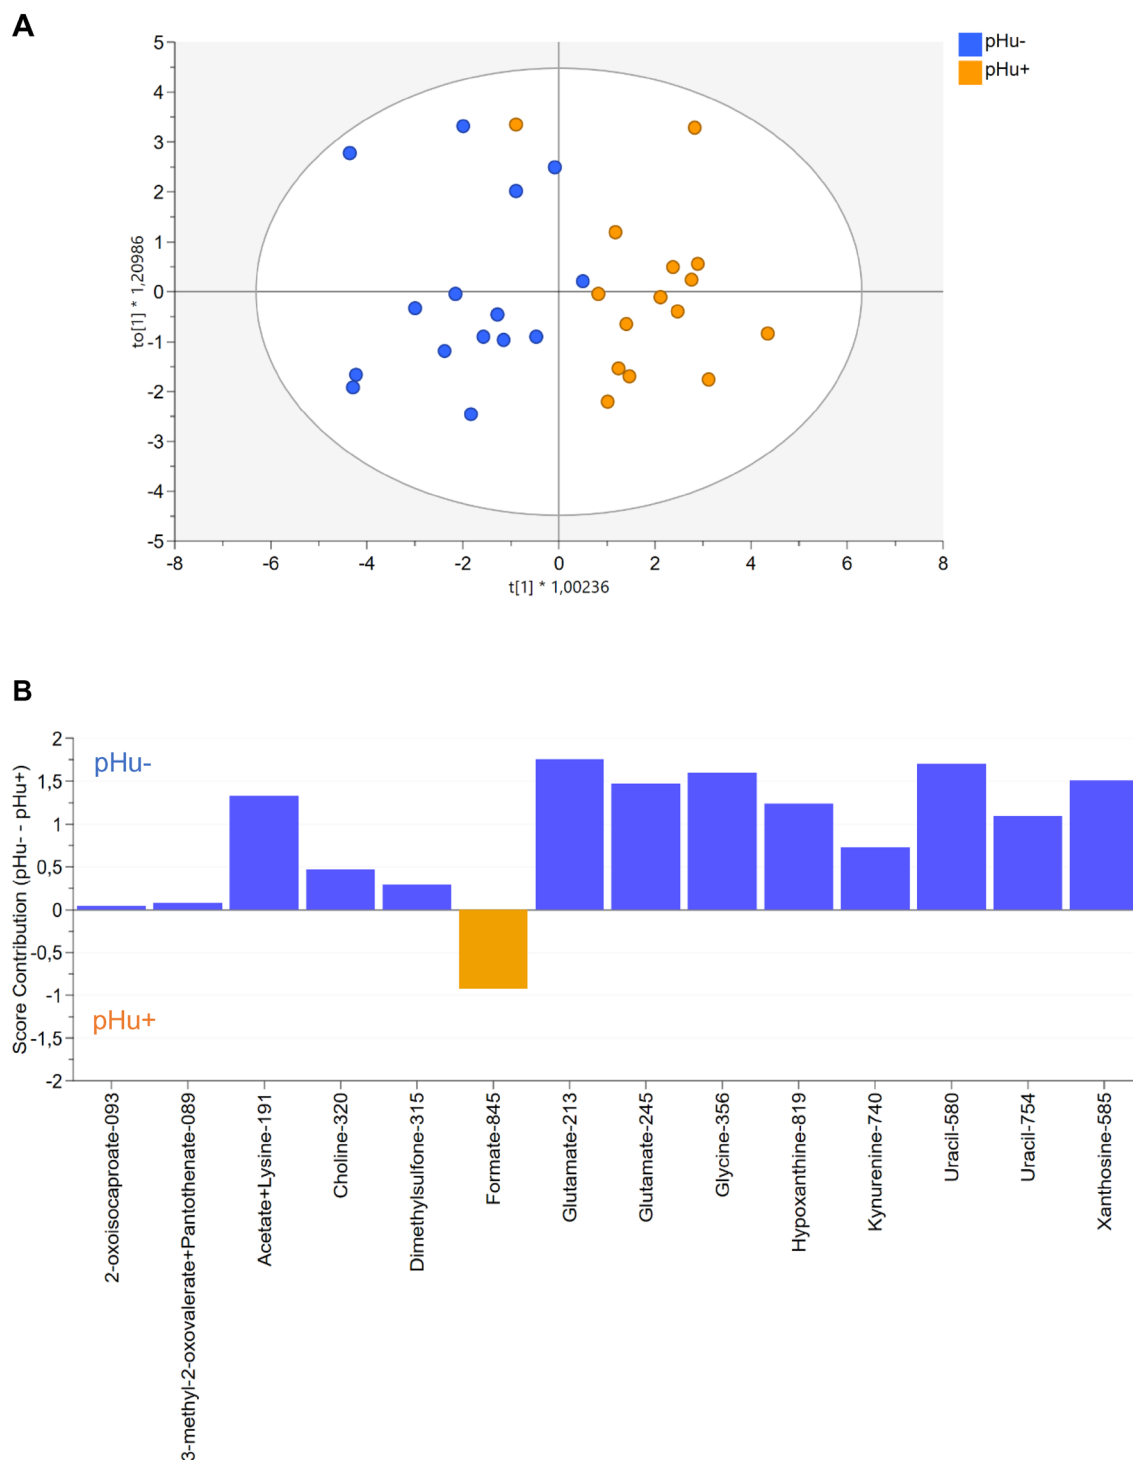 A
pHu-
pHu+
5
4
3
2
1
0
-1
-2
-3
-4
-5
to[1] * 1,20986
-8
-6
-4
-2
0
2
4
6
8
t[1] * 1,00236
B
2
1,5
1
0,5
0
-0,5
-1
-1,5
-2
Score Contribution (pHu- - pHu+)
pHu-
pHu+
2-oxoisocaproate-093
3-methyl-2-oxovalerate+Pantothenate-089
Acetate+Lysine-191
Choline-320
Dimethylsulfone-315
Formate-845
Glutamate-213
Glutamate-245
Glycine-356
Hypoxanthine-819
Kynurenine-740
Uracil-580
Uracil-754
Xanthosine-585